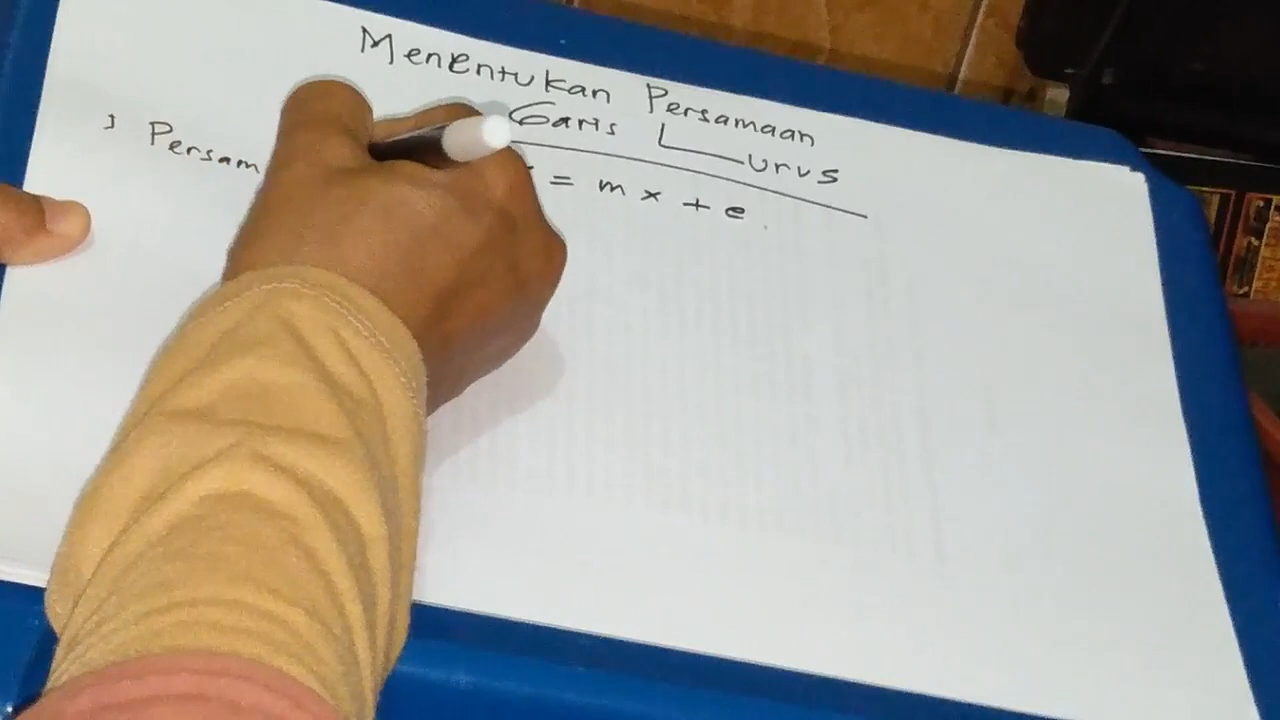 Menentukan Persamaan
Garis Lurus
Persam = mx + c